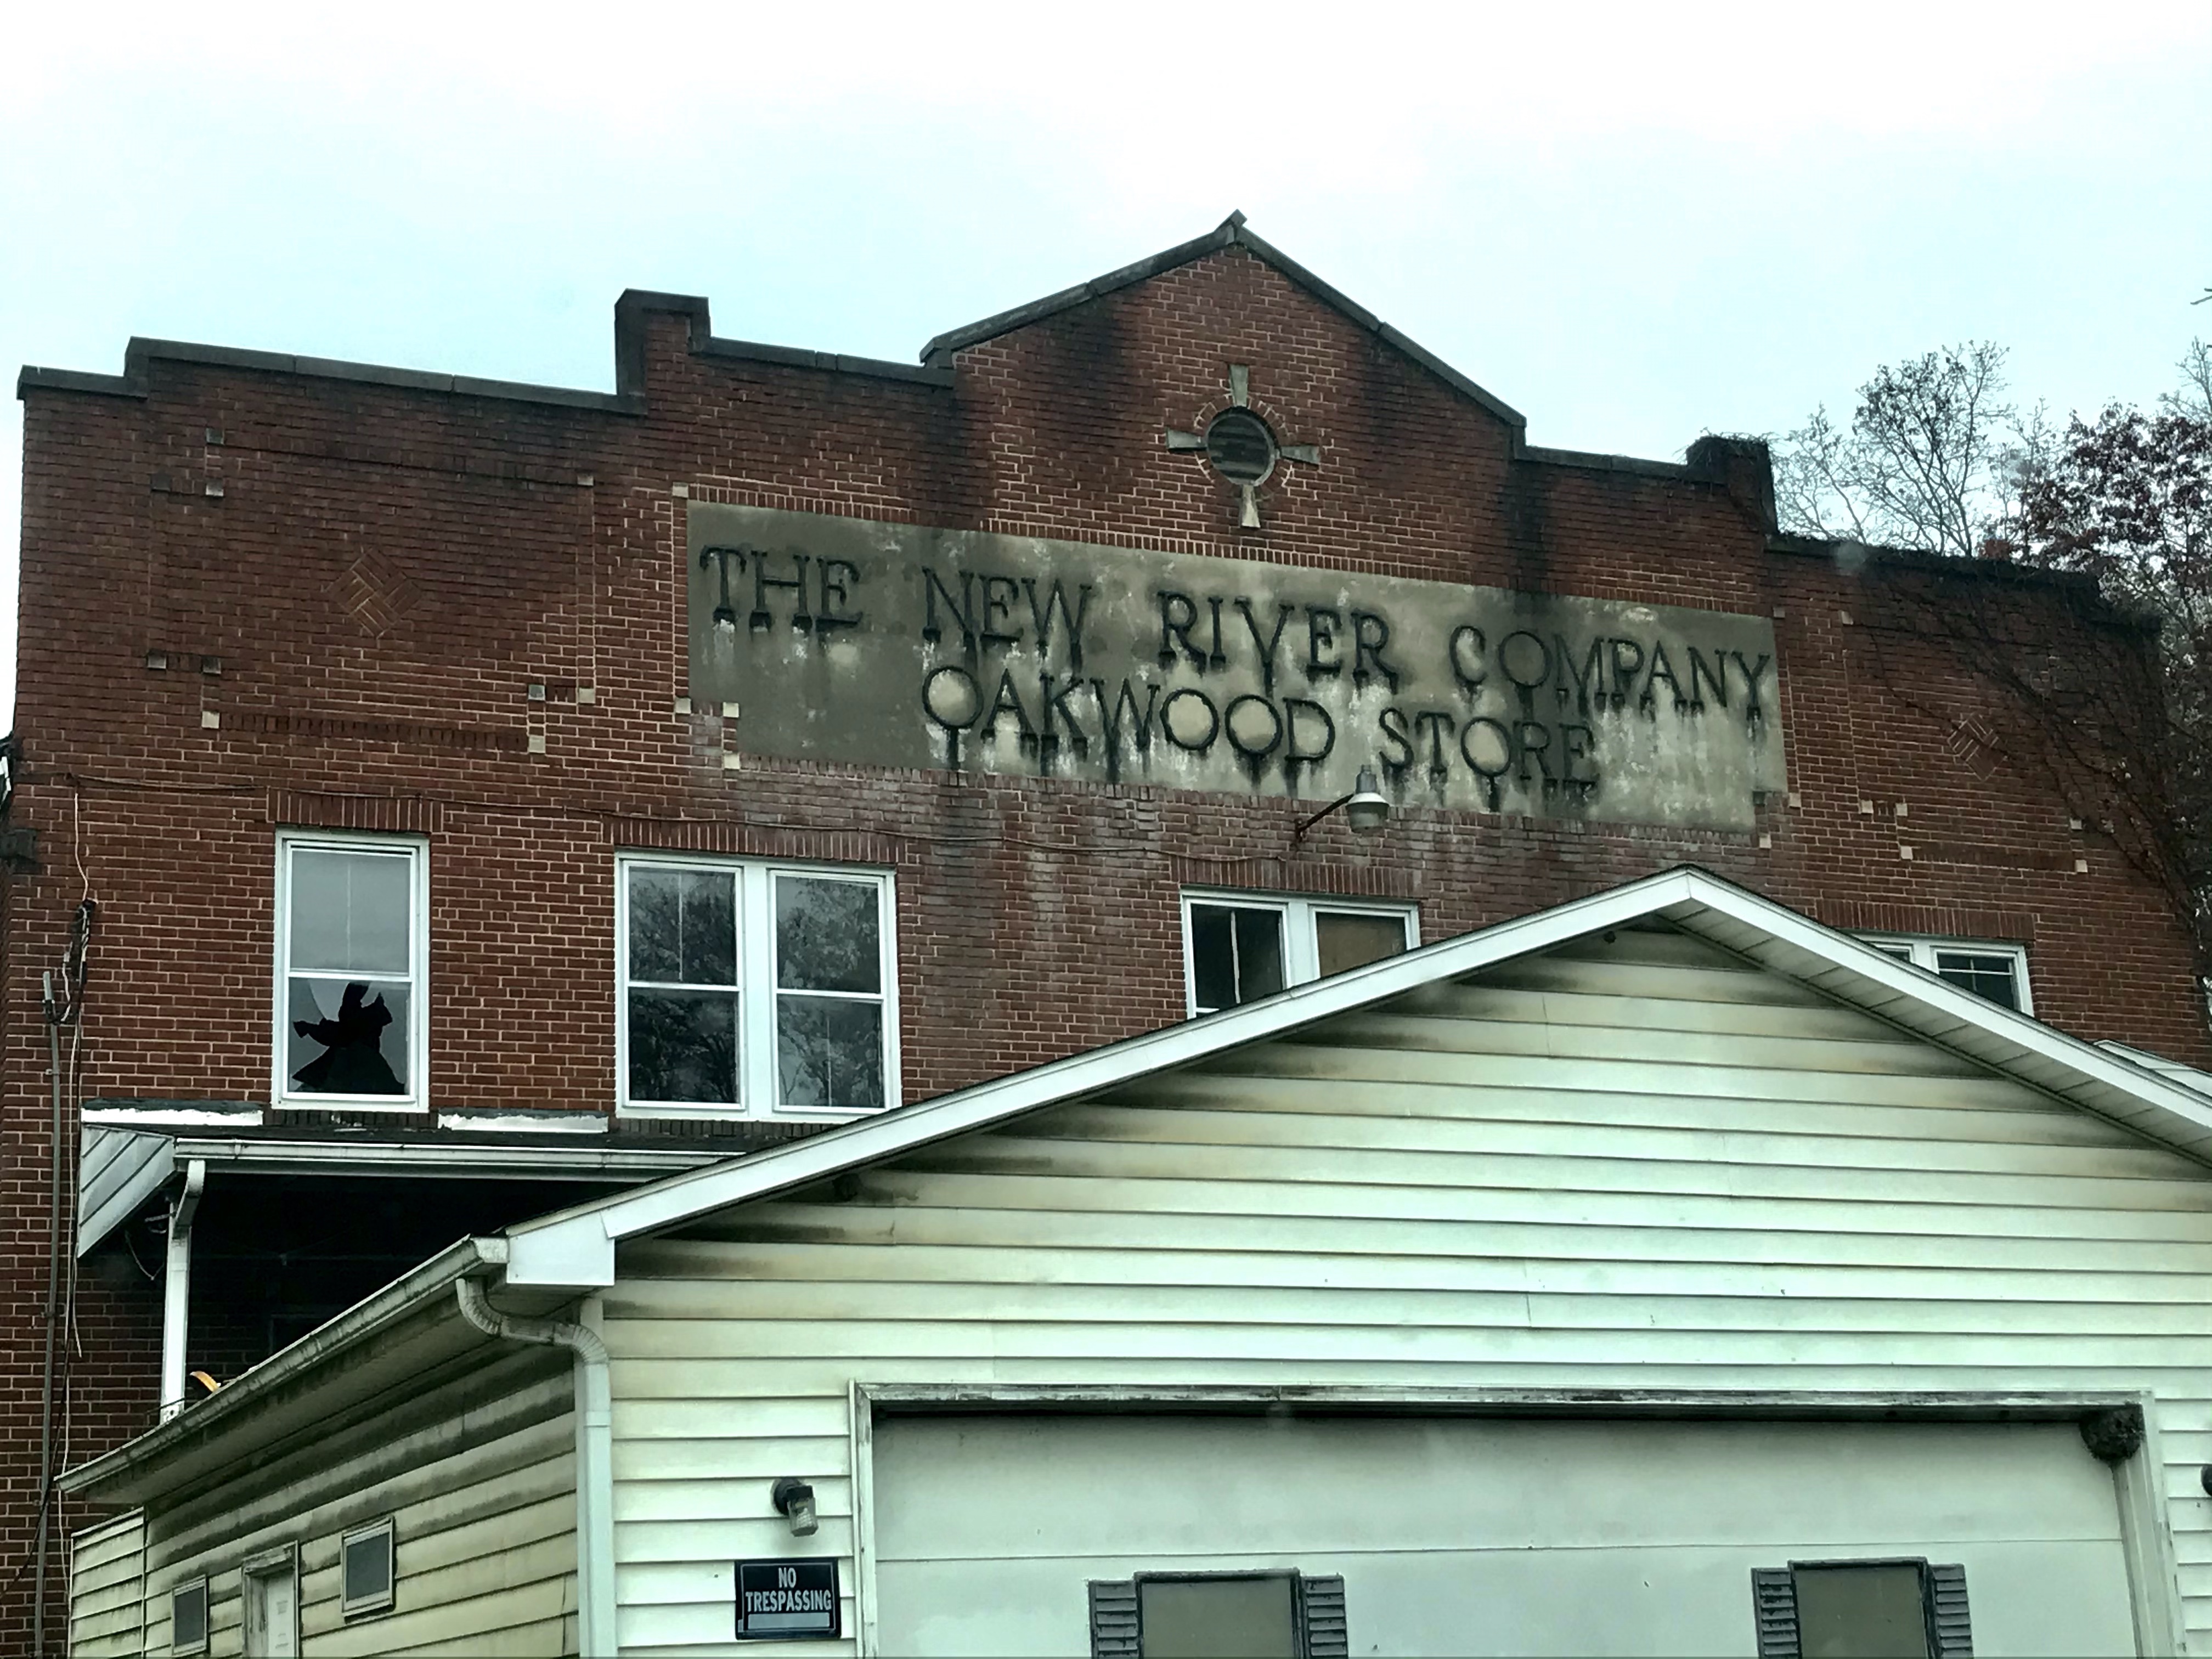 THE NEW RIVER COMPANY
OAKWOOD STORE
NO
TRESPASSING